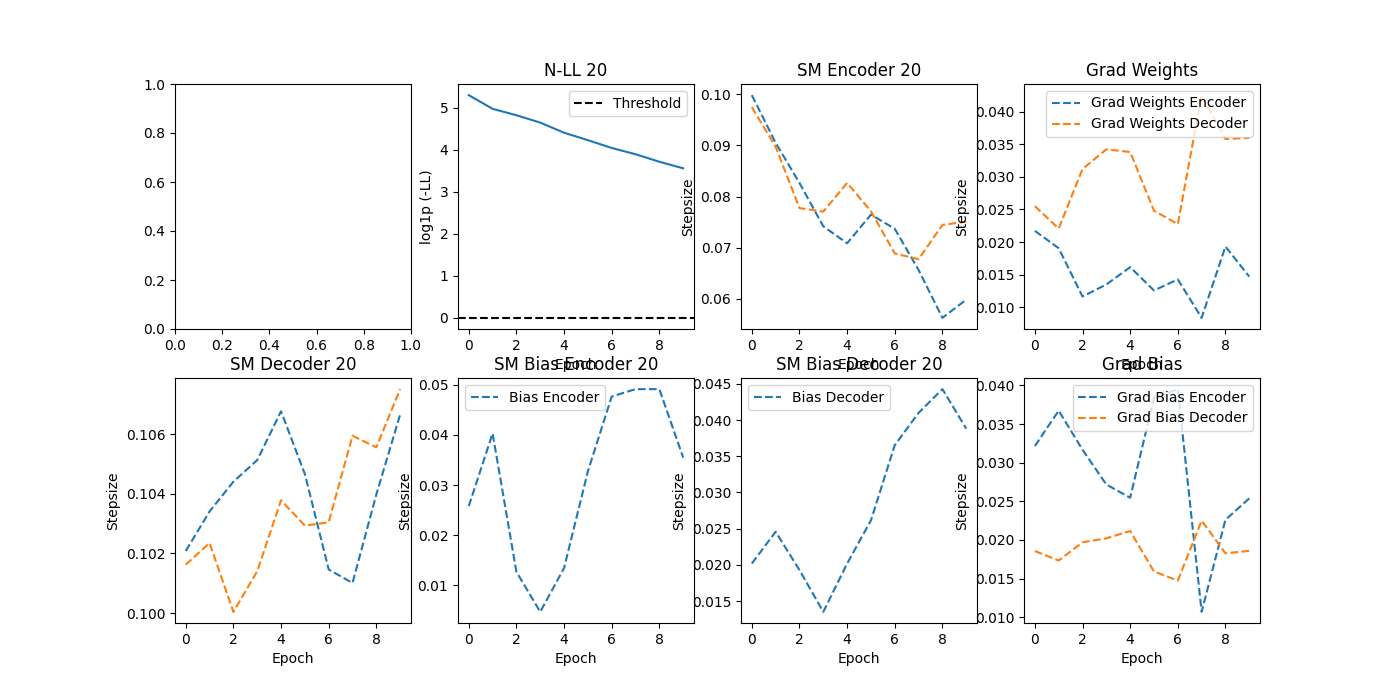 N-LL 20
SM Encoder 20
Grad Weights
1.0
0.8
0.6
0.4
0.2
0.0
0.0 0.2 0.4 0.6 0.8 1.0
log1p (-LL)
5
4
3
2
1
0
Threshold
0 2 4 6 8
Epoch
Stepsize
0.10
0.09
0.08
0.07
0.06
0 2 4 6 8
Epoch
Stepsize
0.040
0.035
0.030
0.025
0.020
0.015
0.010
Grad Weights Encoder
Grad Weights Decoder
0 2 4 6 8
Epoch
SM Decoder 20
SM Bias Encoder 20
SM Bias Decoder 20
Grad Bias
Stepsize
0.106
0.104
0.102
0.100
0 2 4 6 8
Epoch
Stepsize
0.05
0.04
0.03
0.02
0.01
Bias Encoder
0 2 4 6 8
Epoch
Stepsize
0.045
0.040
0.035
0.030
0.025
0.020
0.015
Bias Decoder
0 2 4 6 8
Epoch
Stepsize
0.040
0.035
0.030
0.025
0.020
0.015
0.010
Grad Bias Encoder
Grad Bias Decoder
0 2 4 6 8
Epoch